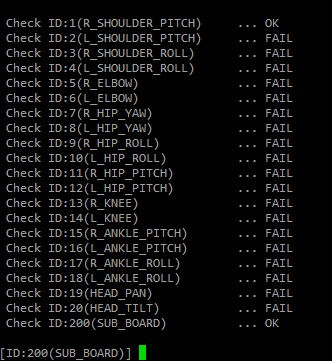 Check ID:1(R_SHOULDER_PITCH) ... OK
Check ID:2(L_SHOULDER_PITCH) ... FAIL
Check ID:3(R_SHOULDER_ROLL) ... FAIL
Check ID:4(L_SHOULDER_ROLL) ... FAIL
Check ID:5(R_ELBOW) ... FAIL
Check ID:6(L_ELBOW) ... FAIL
Check ID:7(R_HIP_YAW) ... FAIL
Check ID:8(L_HIP_YAW) ... FAIL
Check ID:9(R_HIP_ROLL) ... FAIL
Check ID:10(L_HIP_ROLL) ... FAIL
Check ID:11(R_HIP_PITCH) ... FAIL
Check ID:12(L_HIP_PITCH) ... FAIL
Check ID:13(R_KNEE) ... FAIL
Check ID:14(L_KNEE) ... FAIL
Check ID:15(R_ANKLE_PITCH) ... FAIL
Check ID:16(L_ANKLE_PITCH) ... FAIL
Check ID:17(R_ANKLE_ROLL) ... FAIL
Check ID:18(L_ANKLE_ROLL) ... FAIL
Check ID:19(HEAD_PAN) ... FAIL
Check ID:20(HEAD_TILT) ... FAIL
Check ID:200(SUB_BOARD) ... OK
[ID:200(SUB_BOARD)]